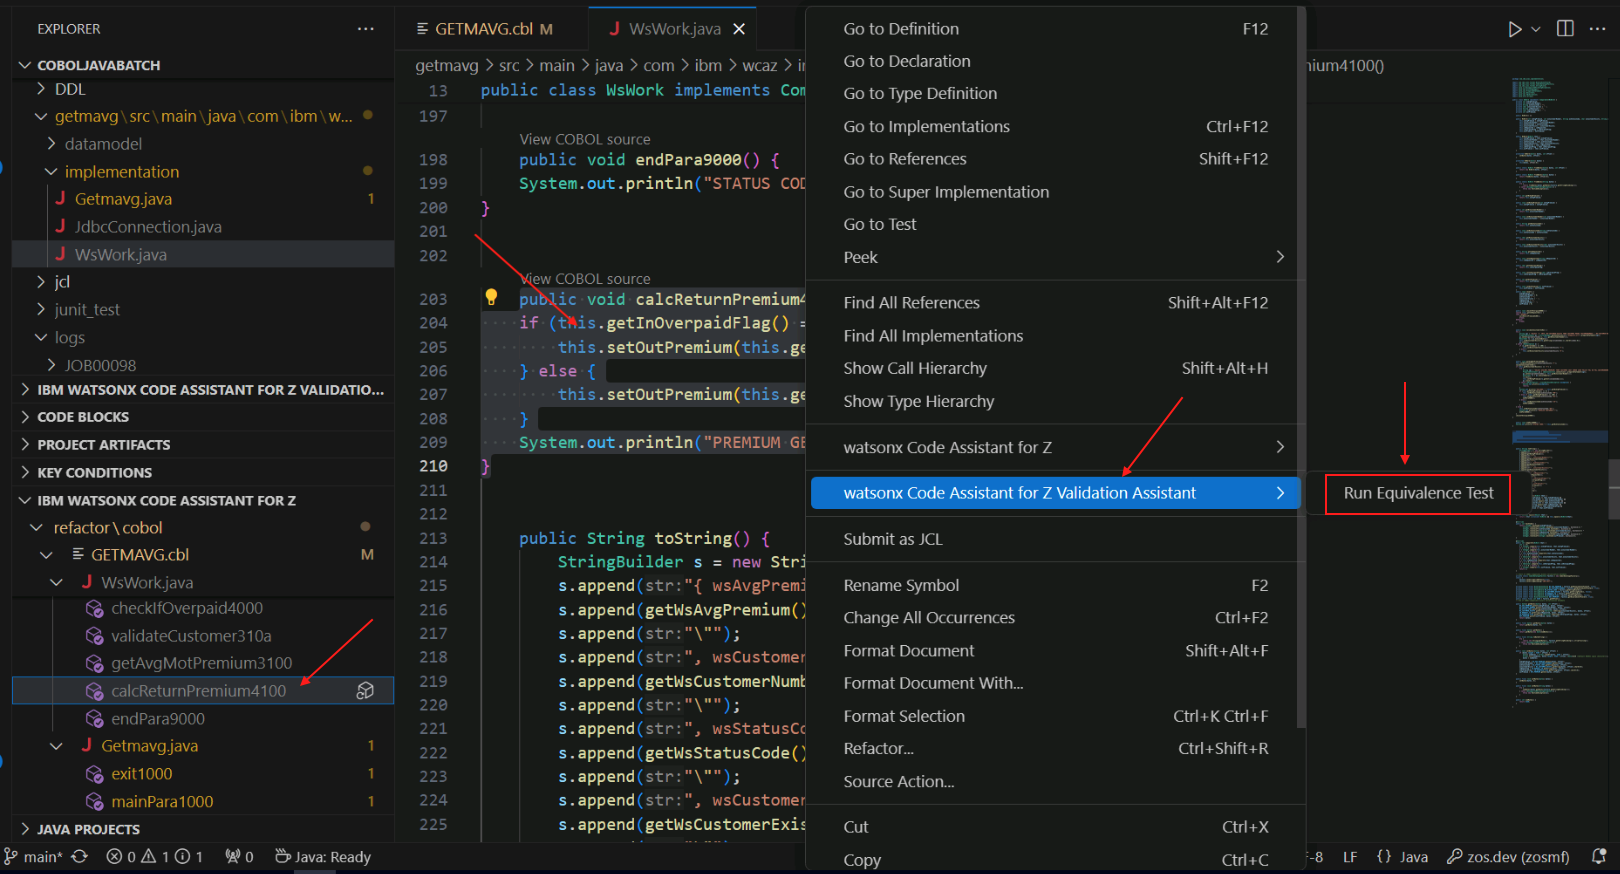 EXPLORER
COBOLJAVABATCH
DDL
getmavg\src\main\java\com\ibm\w...
datamodel
implementation
Getmavg.java 1
JdbcConnection.java
WsWork.java
jcl
junit_test
logs
JOB00098
IBM WATSONX CODE ASSISTANT FOR Z VALIDATIO...
CODE BLOCKS
PROJECT ARTIFACTS
KEY CONDITIONS
IBM WATSONX CODE ASSISTANT FOR Z
refactor\cobol
GETMAVG.cbl M
WsWork.java
checkIfOverpaid4000
validateCustomer310a
getAvgMotPremium3100
calcReturnPremium4100
endPara9000
Getmavg.java 1
exit1000 1
mainPara1000 1
JAVA PROJECTS
GETMAVG.cbl M
WsWork.java
getmavg > src > main > java > com > ibm > wcaz > i
nium4100()
13 public class WsWork implements Com
197
View COBOL source
198 public void endPara9000() {
199 System.out.println("STATUS COD
200 }
201
202
View COBOL source
203 public void calcReturnPremium4
204 if (this.getInOverpaidFlag() =
205 this.setOutPremium(this.ge
206 } else {
207 this.setOutPremium(this.ge
208 }
209 System.out.println("PREMIUM GE
210 }
211
212
213 public String toString() {
214 StringBuilder s = new Stri
215 s.append(str:"{ wsAvgPremi
216 s.append(getWsAvgPremium()
217 s.append(str:"\"");
218 s.append(str:", wsCustomer
219 s.append(getWsCustomerNumb
220 s.append(str:"\"");
221 s.append(str:", wsStatusCo
222 s.append(getWsStatusCode()
223 s.append(str:"\"");
224 s.append(str:", wsCustomer
225 s.append(getWsCustomerExis
Go to Definition F12
Go to Declaration
Go to Type Definition
Go to Implementations Ctrl+F12
Go to References Shift+F12
Go to Super Implementation
Go to Test
Peek
Find All References Shift+Alt+F12
Find All Implementations
Show Call Hierarchy Shift+Alt+H
Show Type Hierarchy
watsonx Code Assistant for Z
watsonx Code Assistant for Z Validation Assistant
Run Equivalence Test
Submit as JCL
Rename Symbol F2
Change All Occurrences Ctrl+F2
Format Document Shift+Alt+F
Format Document With...
Format Selection Ctrl+K Ctrl+F
Refactor... Ctrl+Shift+R
Source Action...
Cut Ctrl+X
Copy Ctrl+C
main* 0 1 1 0 Java: Ready
F-8 LF {} Java zos.dev (zosmf)